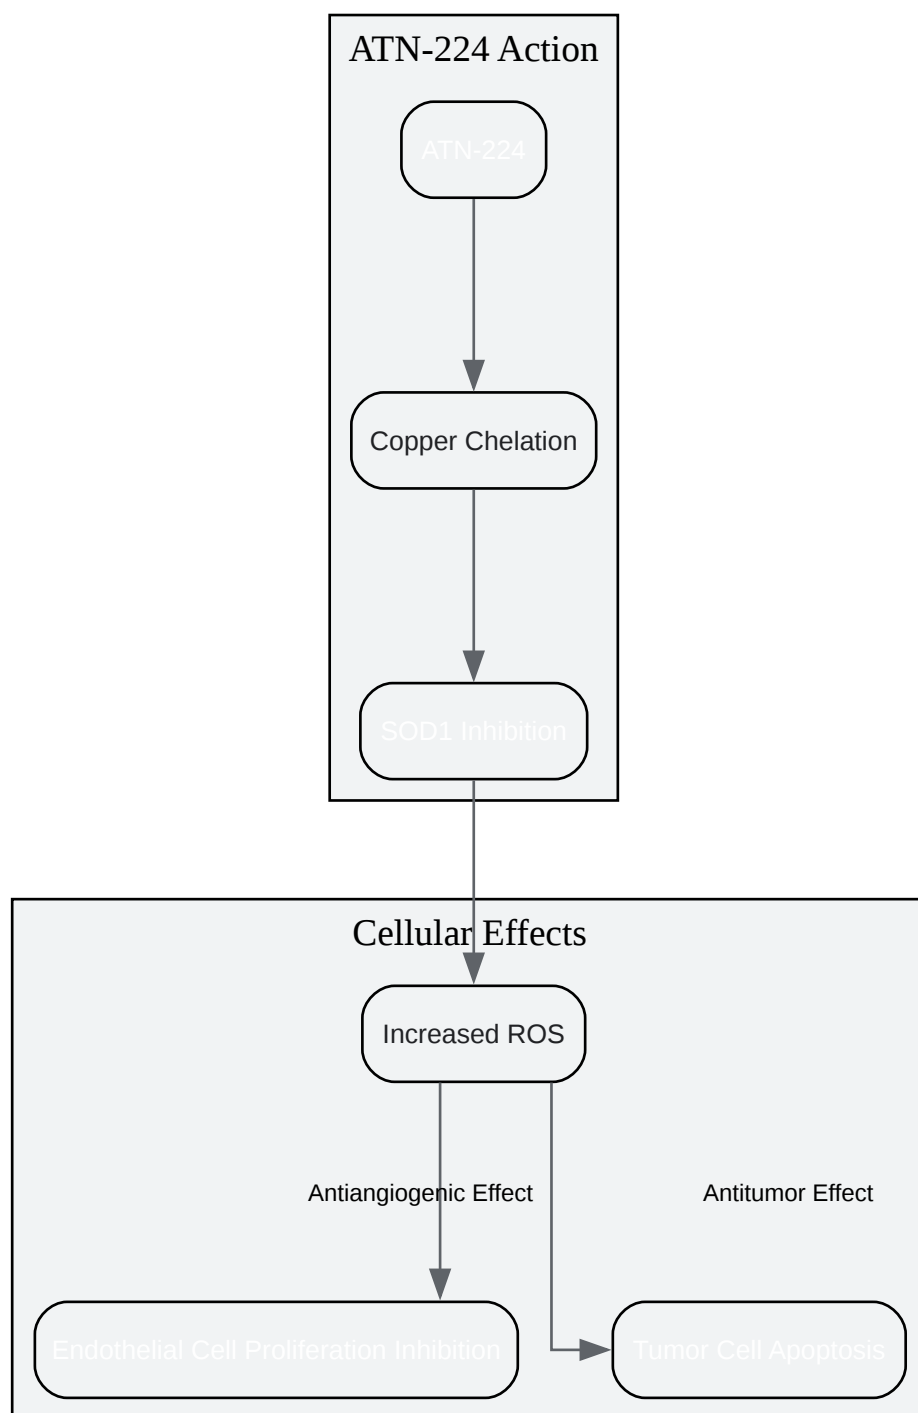 ATN-224 Action
ATN-224
Copper Chelation
SOD1 Inhibition
Cellular Effects
Increased ROS
Antiangiogenic Effect
Antitumor Effect
Endothelial Cell Proliferation Inhibition
Tumor Cell Apoptosis